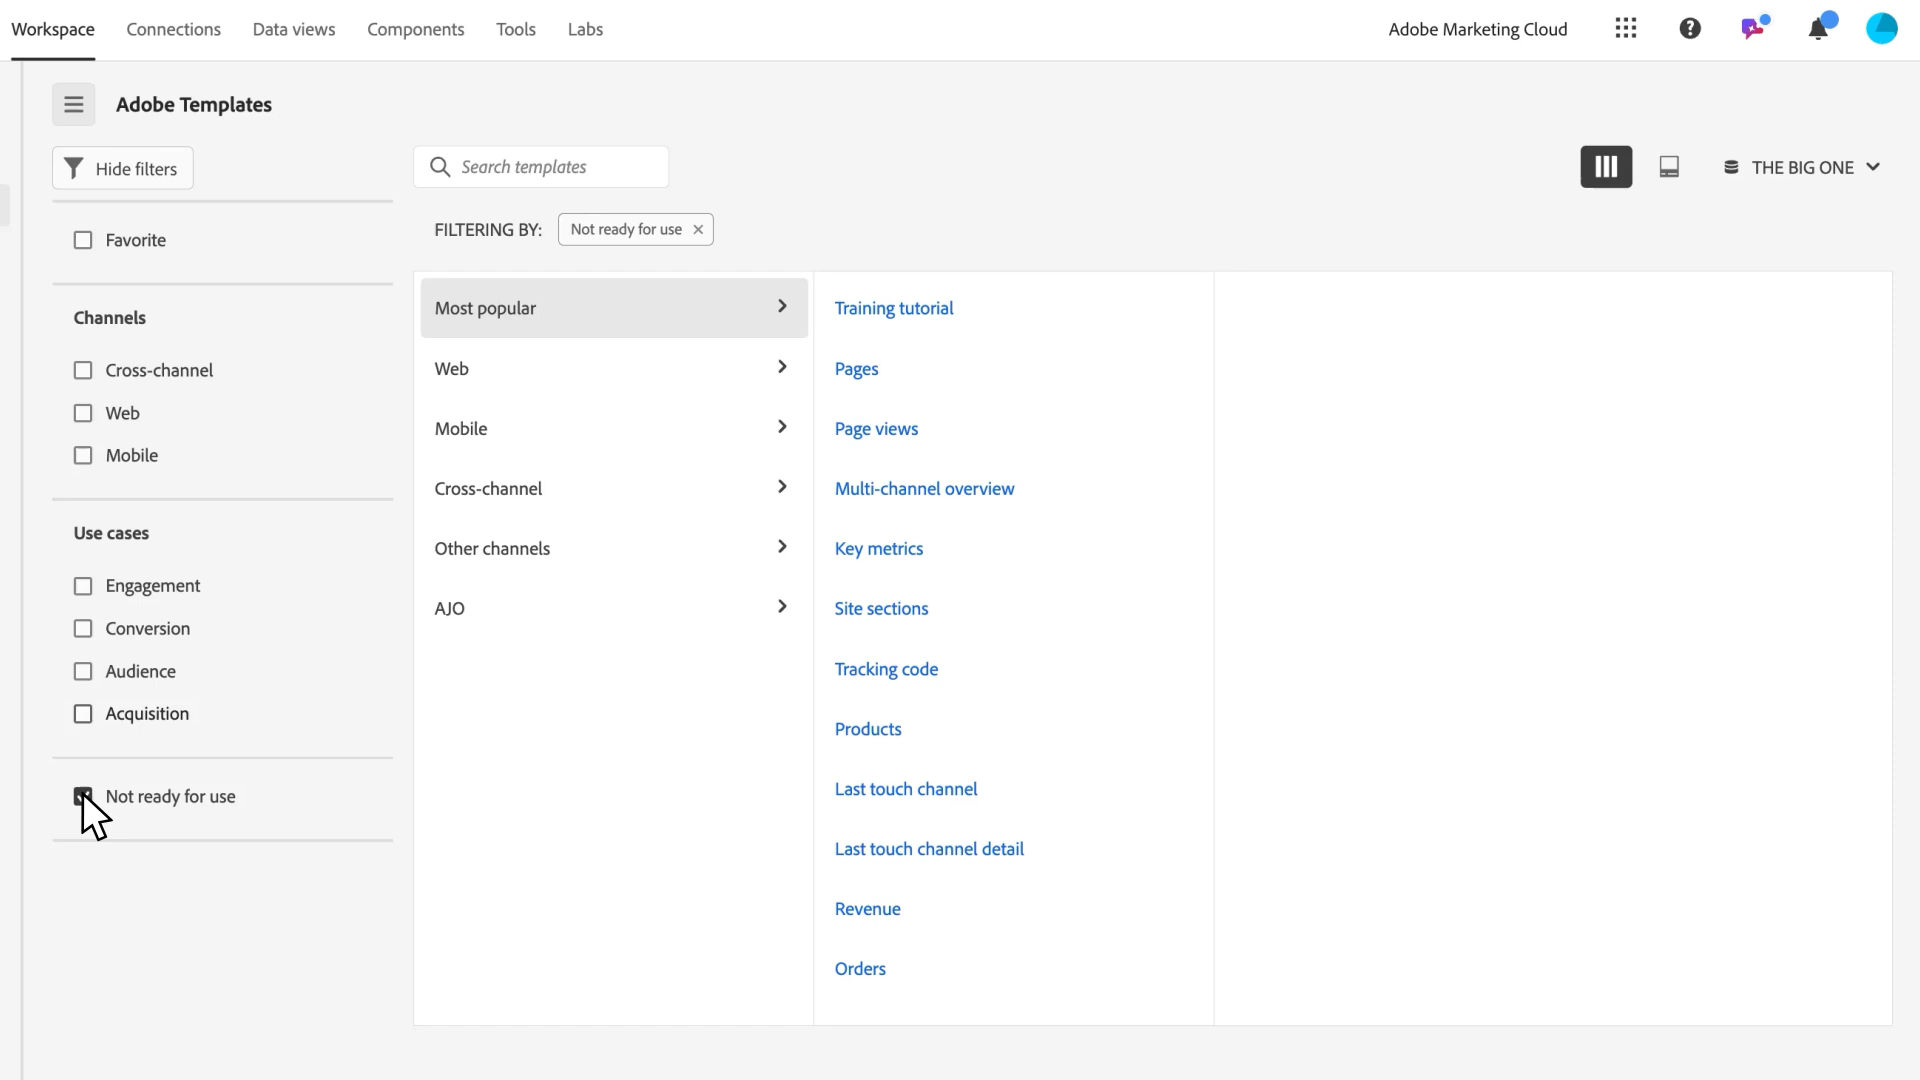 Workspace Connections Data views Components Tools Labs Adobe Marketing Cloud
Adobe Templates
Hide filters
Search templates
THE BIG ONE
FILTERING BY: Not ready for use
Favorite
Channels
Cross-channel
Web
Mobile
Use cases
Engagement
Conversion
Audience
Acquisition
Not ready for use
Most popular
Web
Mobile
Cross-channel
Other channels
AJO
Training tutorial
Pages
Page views
Multi-channel overview
Key metrics
Site sections
Tracking code
Products
Last touch channel
Last touch channel detail
Revenue
Orders